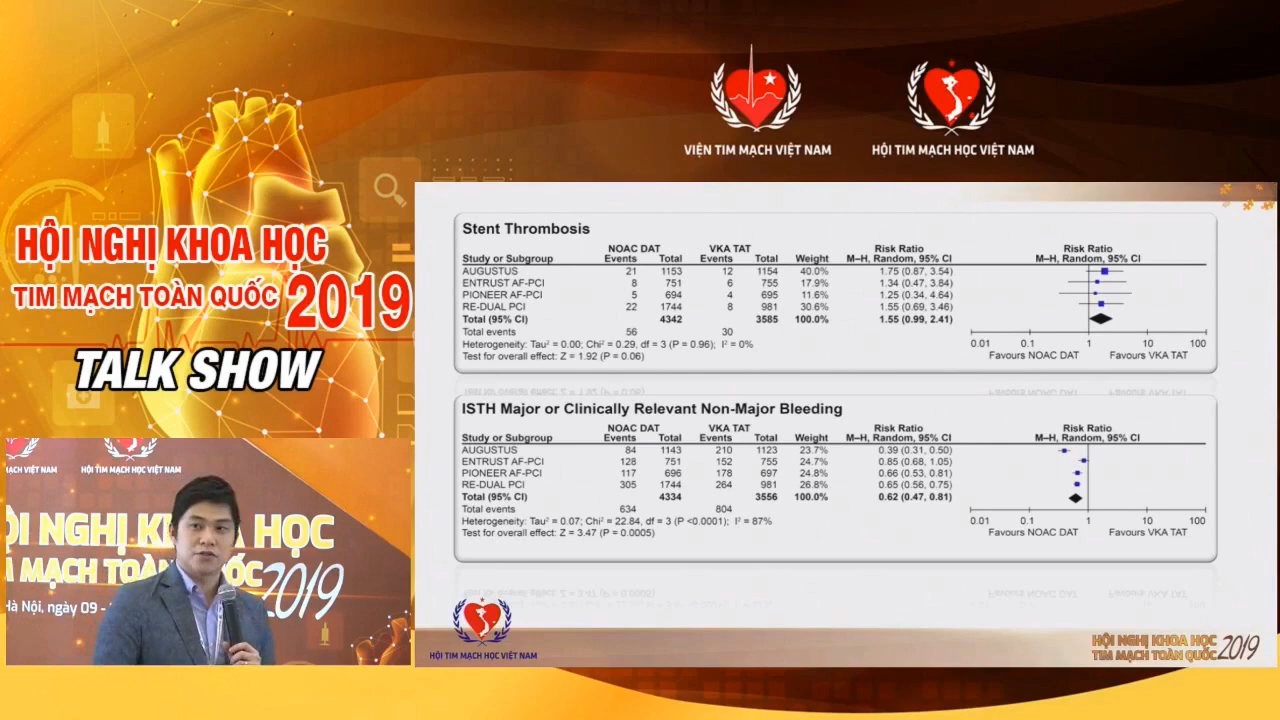 VIỆN TIM MẠCH VIỆT NAM
HỘI TIM MẠCH HỌC VIỆT NAM
HỘI NGHỊ KHOA HỌC
TIM MẠCH TOÀN QUỐC 2019
TALK SHOW
Stent Thrombosis
NOAC DAT VKA TAT Risk Ratio Risk Ratio
Study or Subgroup Events Total Events Total Weight M–H, Random, 95% CI M–H, Random, 95% CI
AUGUSTUS 21 1153 12 1154 40.0% 1.75 (0.87, 3.54)
ENTRUST AF-PCI 8 751 6 755 17.9% 1.34 (0.47, 3.84)
PIONEER AF-PCI 5 694 4 695 11.6% 1.25 (0.34, 4.64)
RE-DUAL PCI 22 1744 8 981 30.6% 1.55 (0.69, 3.46)
Total (95% CI) 4342 3585 100.0% 1.55 (0.99, 2.41)
Total events 56 30
Heterogeneity: Tau² = 0.00; Chi² = 0.29, df = 3 (P = 0.96); I² = 0%
Test for overall effect: Z = 1.92 (P = 0.06)
0.01 0.1 1 10 100
Favours NOAC DAT Favours VKA TAT
ISTH Major or Clinically Relevant Non-Major Bleeding
NOAC DAT VKA TAT Risk Ratio Risk Ratio
Study or Subgroup Events Total Events Total Weight M–H, Random, 95% CI M–H, Random, 95% CI
AUGUSTUS 84 1143 210 1123 23.7% 0.39 (0.31, 0.50)
ENTRUST AF-PCI 128 751 152 755 24.7% 0.85 (0.68, 1.05)
PIONEER AF-PCI 117 696 178 697 24.8% 0.66 (0.53, 0.81)
RE-DUAL PCI 305 1744 264 981 26.8% 0.65 (0.56, 0.75)
Total (95% CI) 4334 3556 100.0% 0.62 (0.47, 0.81)
Total events 634 804
Heterogeneity: Tau² = 0.07; Chi² = 22.84, df = 3 (P <0.0001); I² = 87%
Test for overall effect: Z = 3.47 (P = 0.0005)
0.01 0.1 1 10 100
Favours NOAC DAT Favours VKA TAT
HỘI TIM MẠCH HỌC VIỆT NAM
HỘI NGHỊ KHOA HỌC
TIM MẠCH TOÀN QUỐC 2019
MẠCH VIỆT NAM
HỘI TIM MẠCH HỌC VIỆT NAM
NGHỊ KHOA HỌC
MẠCH TOÀN QUỐC 2019
Hà Nội, ngày 09 -